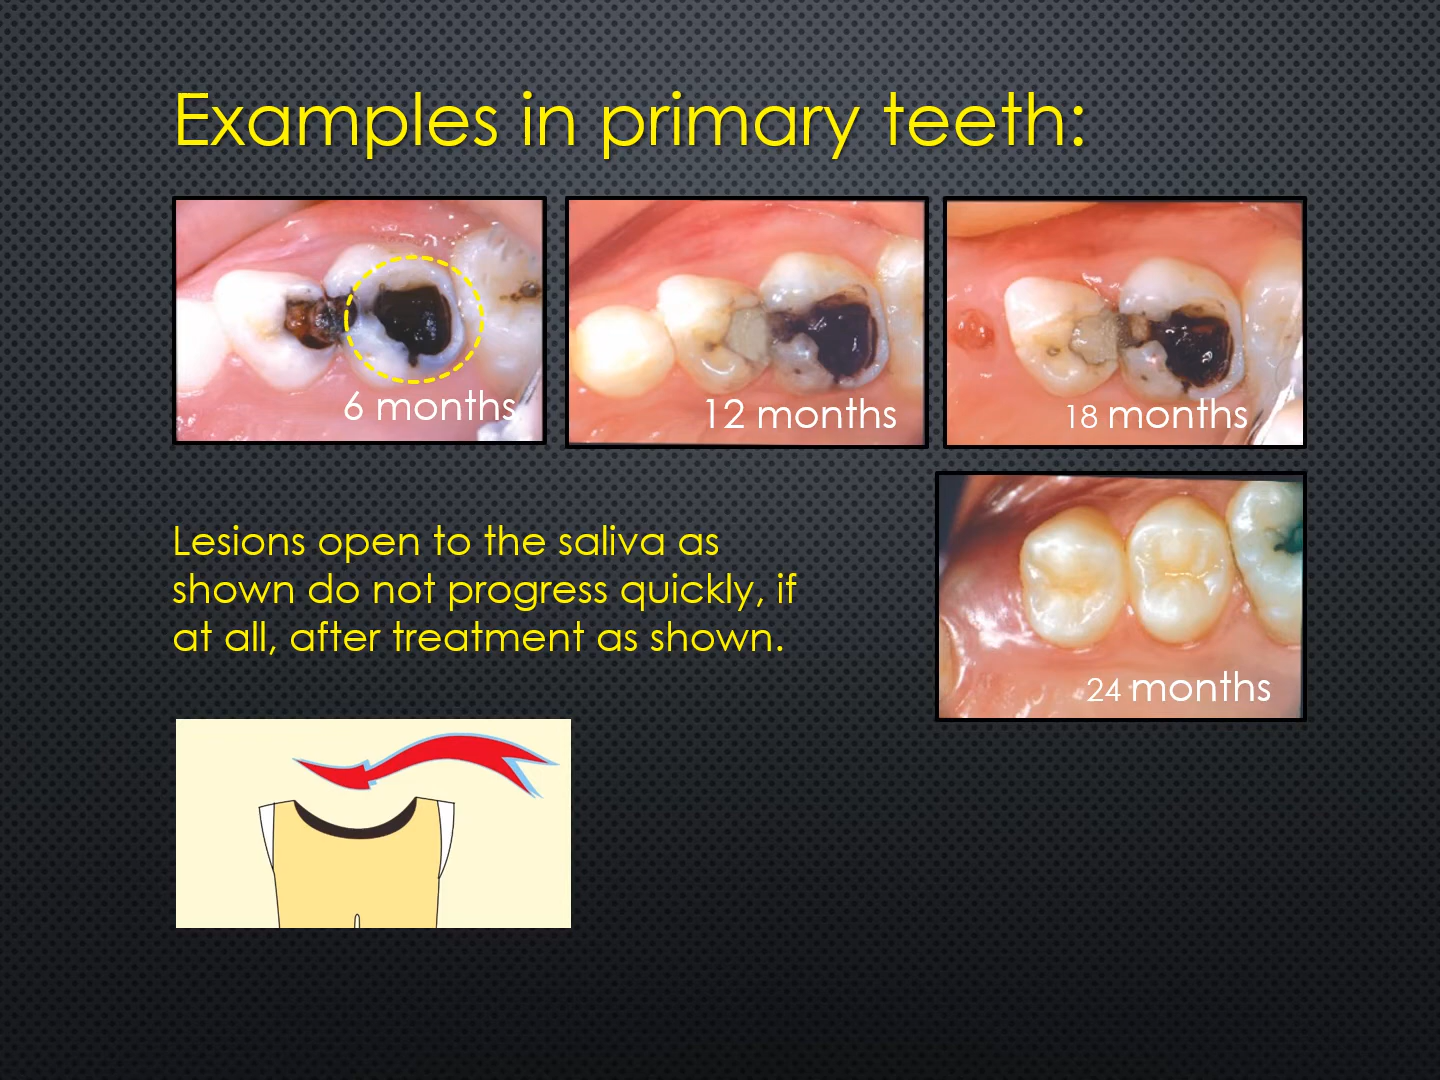 Examples in primary teeth:
6 months
12 months
18 months
Lesions open to the saliva as
shown do not progress quickly, if
at all, after treatment as shown.
24 months